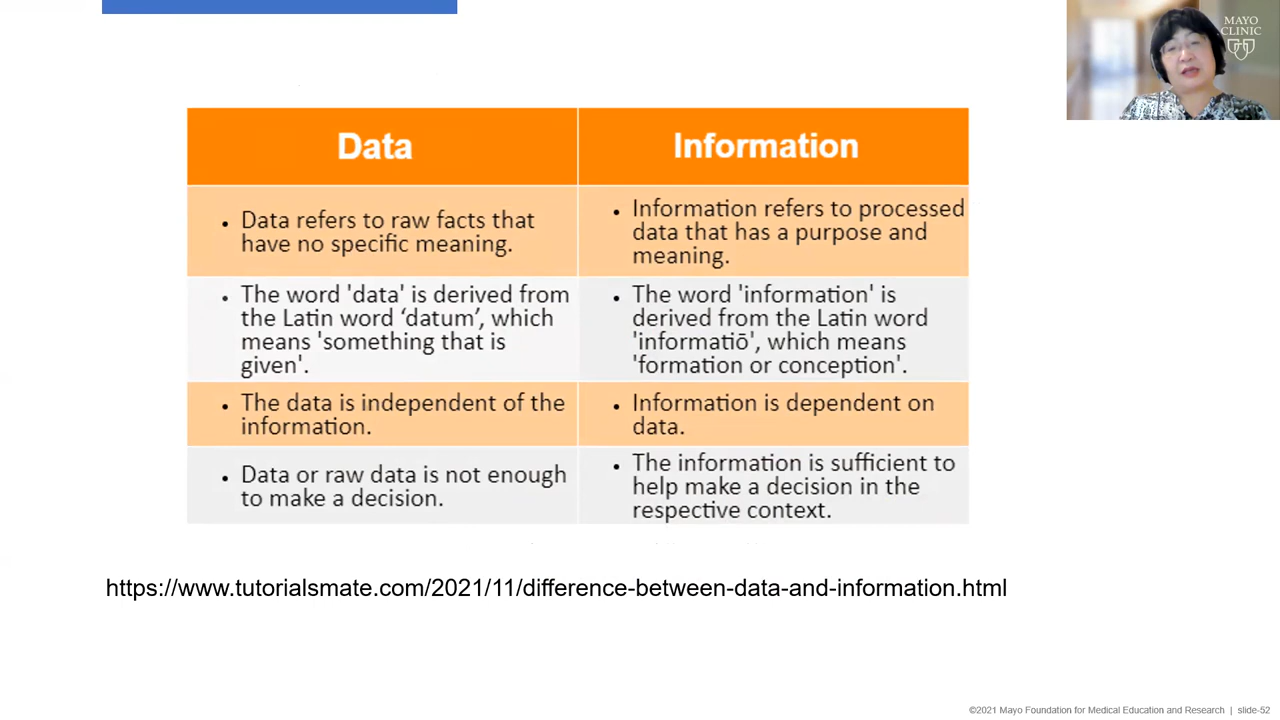 MAYO
CLINIC
Data
Information
• Data refers to raw facts that
have no specific meaning.
• Information refers to processed
data that has a purpose and
meaning.
• The word 'data' is derived from
the Latin word ‘datum’, which
means 'something that is
given'.
• The word 'information' is
derived from the Latin word
'informatiō', which means
'formation or conception'.
• The data is independent of the
information.
• Information is dependent on
data.
• Data or raw data is not enough
to make a decision.
• The information is sufficient to
help make a decision in the
respective context.
https://www.tutorialsmate.com/2021/11/difference-between-data-and-information.html
©2021 Mayo Foundation for Medical Education and Research | slide-52